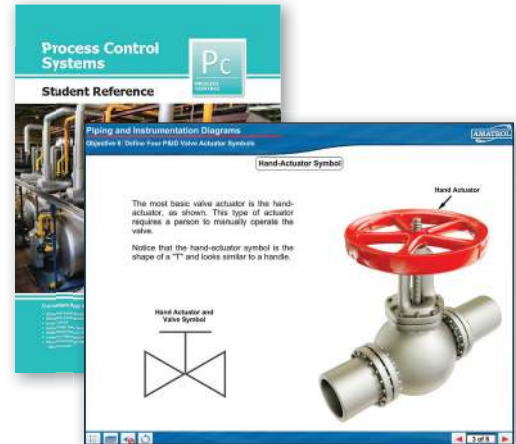 Process Control
Systems
Pc
PROCESS
CONTROL
Student Reference
Piping and Instrumentation Diagrams
AMATROL
Objective 8: Define Four P&ID Valve Actuator Symbols
Hand-Actuator Symbol
The most basic valve actuator is the hand-
actuator, as shown. This type of actuator
requires a person to manually operate the
valve.
Notice that the hand-actuator symbol is the
shape of a "T" and looks similar to a handle.
Hand Actuator
Hand Actuator and
Valve Symbol